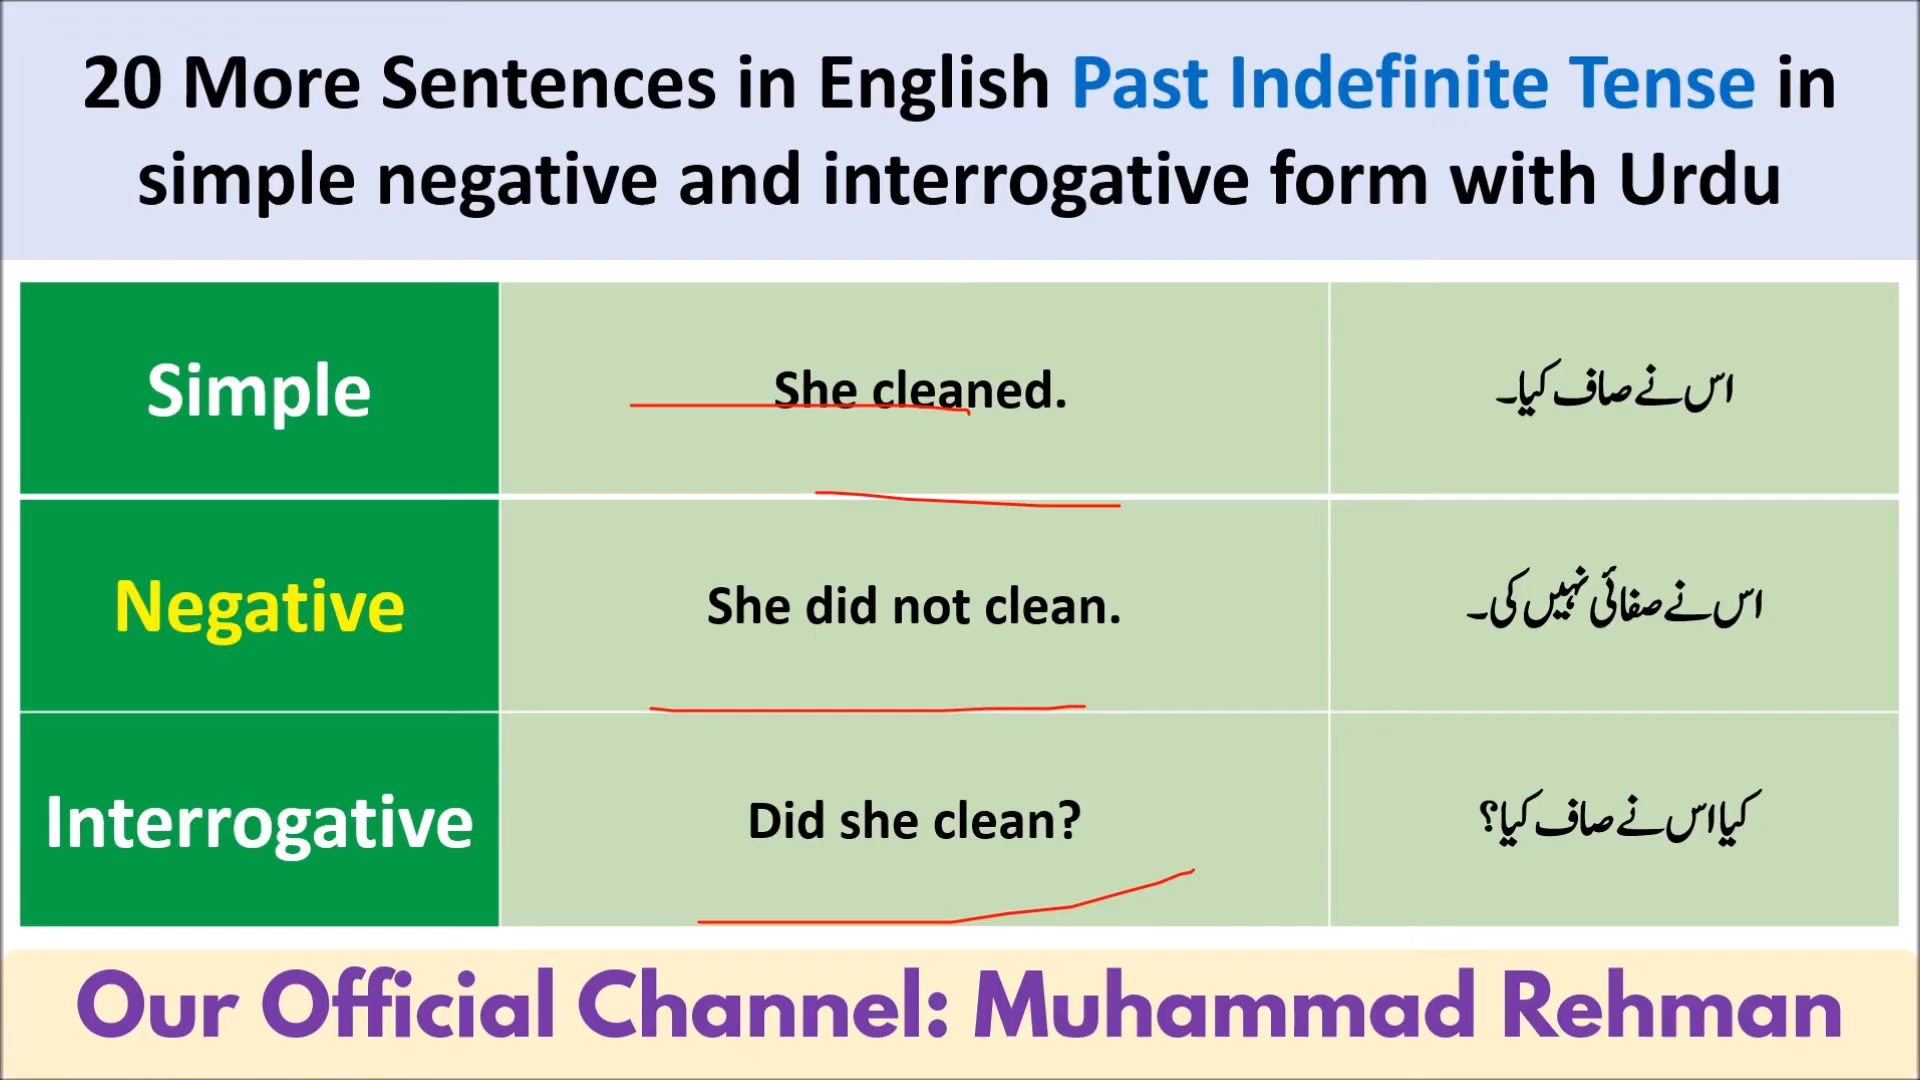 20 More Sentences in English Past Indefinite Tense in
simple negative and interrogative form with Urdu
Simple
She cleaned.
اس نے صاف کیا۔
Negative
She did not clean.
اس نے صفائی نہیں کی۔
Interrogative
Did she clean?
کیا اس نے صاف کیا؟
Our Official Channel: Muhammad Rehman